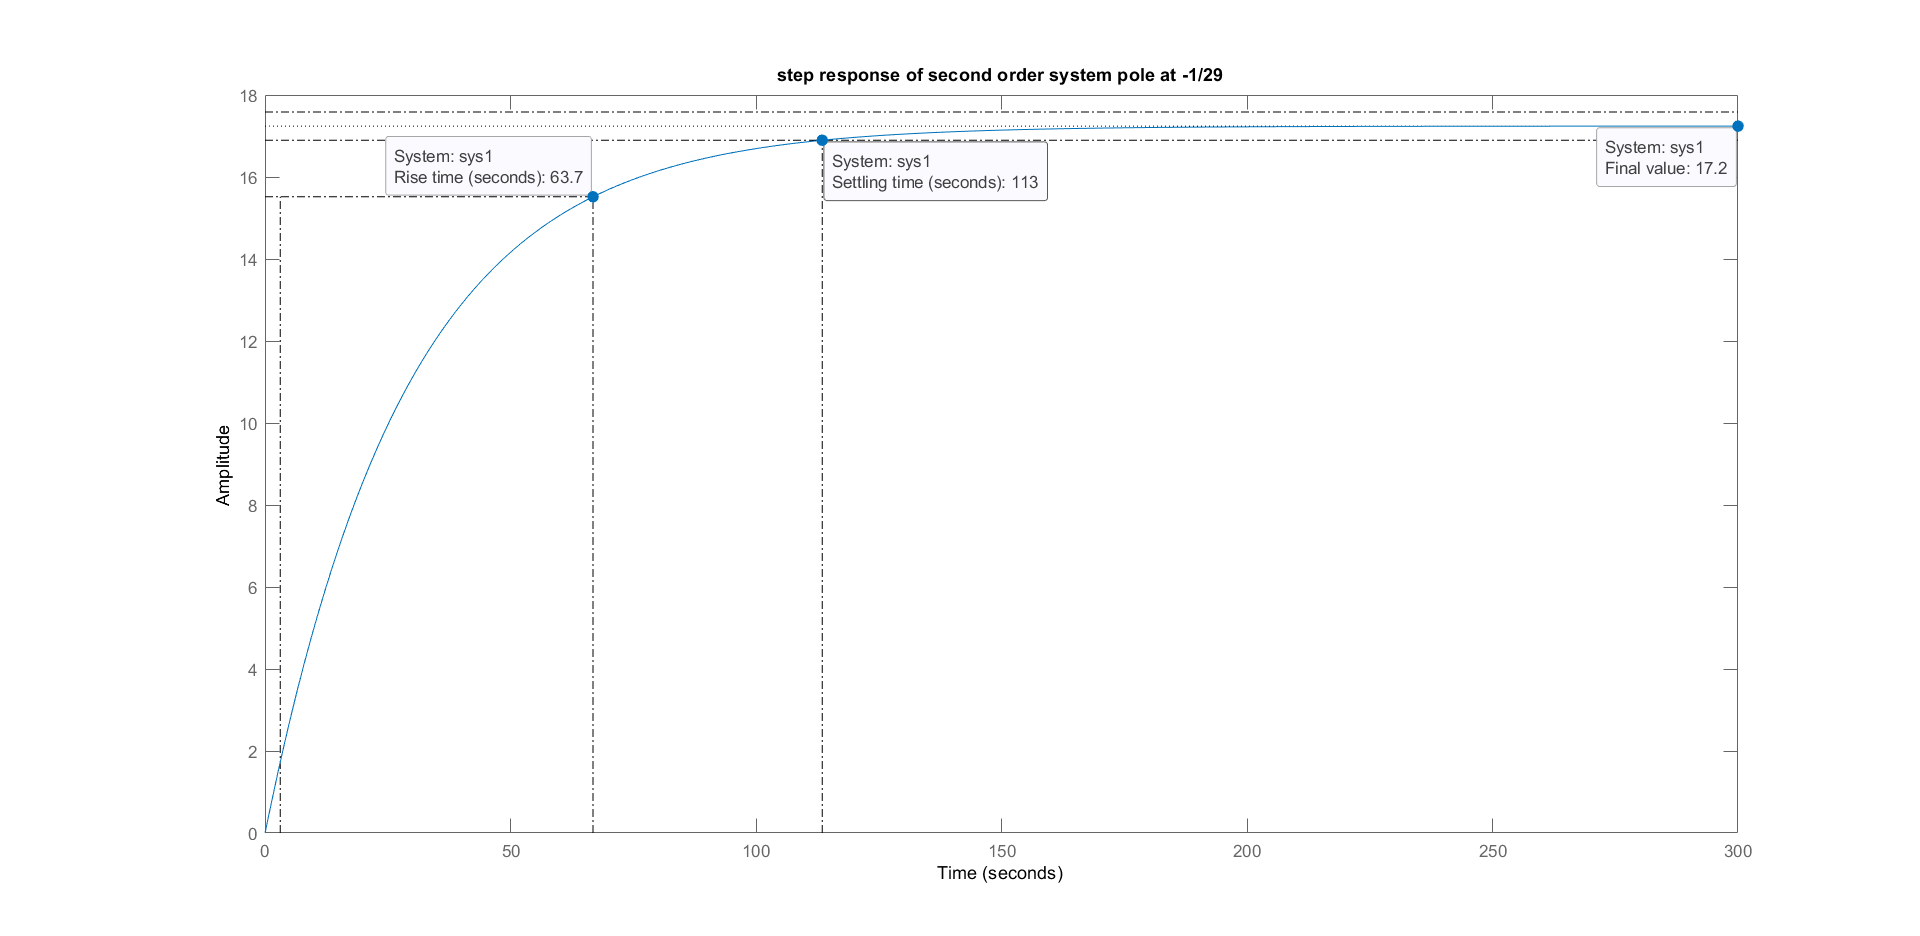 step response of second order system pole at -1/29
18
16
14
12
10
8
6
4
2
0
Amplitude
System: sys1
Rise time (seconds): 63.7
System: sys1
Settling time (seconds): 113
System: sys1
Final value: 17.2
0
50
100
150
200
250
300
Time (seconds)